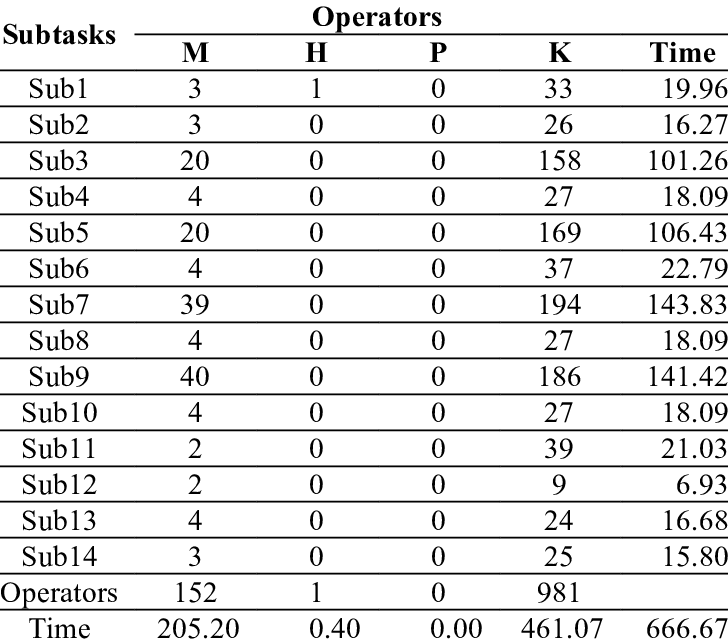 Operators
Subtasks
M H P K Time
Sub1 3 1 0 33 19.96
Sub2 3 0 0 26 16.27
Sub3 20 0 0 158 101.26
Sub4 4 0 0 27 18.09
Sub5 20 0 0 169 106.43
Sub6 4 0 0 37 22.79
Sub7 39 0 0 194 143.83
Sub8 4 0 0 27 18.09
Sub9 40 0 0 186 141.42
Sub10 4 0 0 27 18.09
Sub11 2 0 0 39 21.03
Sub12 2 0 0 9 6.93
Sub13 4 0 0 24 16.68
Sub14 3 0 0 25 15.80
Operators 152 1 0 981
Time 205.20 0.40 0.00 461.07 666.67